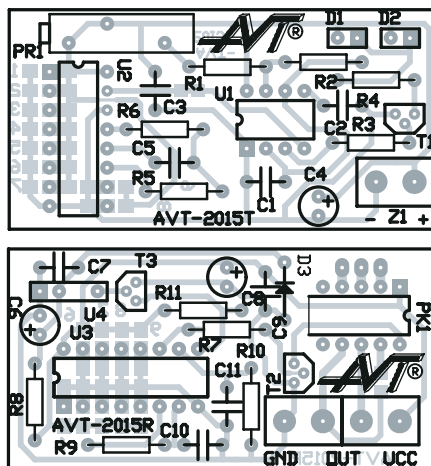 AVT® D1 D2
PR1
U2 R1 R2
C3 U1 R4
R6 C2 R3 T1
C5 C4
R5 C1
AVT-2015T - Z1 +
C7 T3 D3
C6 U4 R11 C8 PK1
U3 R7 C9
R10
C11 T2 AVT®
R8
AVT-2015R
R9 C10 GND OUT UCC